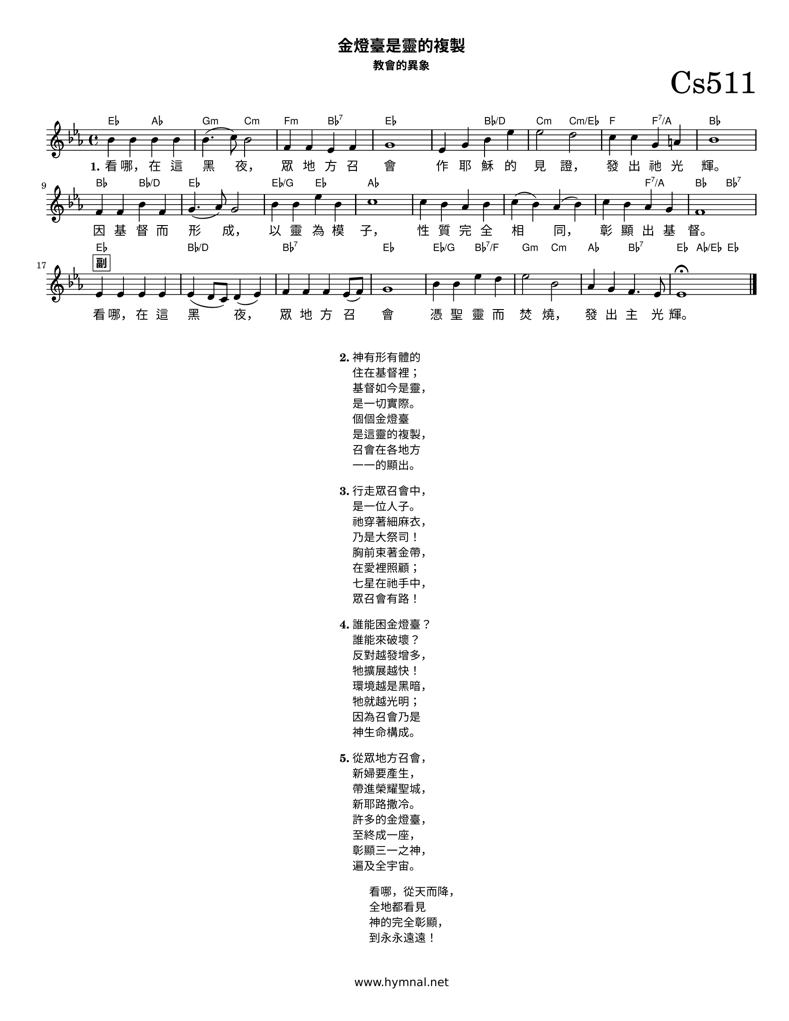 金燈臺是靈的複製
教會的異象
Cs511
E♭ A♭ Gm Cm Fm B♭7 E♭ B♭/D Cm Cm/E♭ F F7/A B♭
1. 看哪，在 這 黑 夜， 眾 地 方 召 會 作 耶 穌 的 見 證， 發 出 祂 光 輝。
9 B♭ B♭/D E♭ E♭/G E♭ A♭ F7/A B♭ B♭7
因 基 督 而 形 成， 以 靈 為 模 子， 性 質 完 全 相 同， 彰 顯 出 基 督。
E♭ B♭/D B♭7 E♭ E♭/G B♭7/F Gm Cm A♭ B♭7 E♭ A♭/E♭ E♭
17 副
看哪，在 這 黑 夜， 眾 地 方 召 會 憑 聖 靈 而 焚 燒， 發 出 主 光 輝。
2. 神有形有體的
住在基督裡；
基督如今是靈，
是一切實際。
個個金燈臺
是這靈的複製，
召會在各地方
一一的顯出。
3. 行走眾召會中，
是一位人子。
祂穿著細麻衣，
乃是大祭司！
胸前束著金帶，
在愛裡照顧；
七星在祂手中，
眾召會有路！
4. 誰能困金燈臺？
誰能來破壞？
反對越發增多，
牠擴展越快！
環境越是黑暗，
牠就越光明；
因為召會乃是
神生命構成。
5. 從眾地方召會，
新婦要產生，
帶進榮耀聖城，
新耶路撒冷。
許多的金燈臺，
至終成一座，
彰顯三一之神，
遍及全宇宙。
看哪，從天而降，
全地都看見
神的完全彰顯，
到永永遠遠！
www.hymnal.net